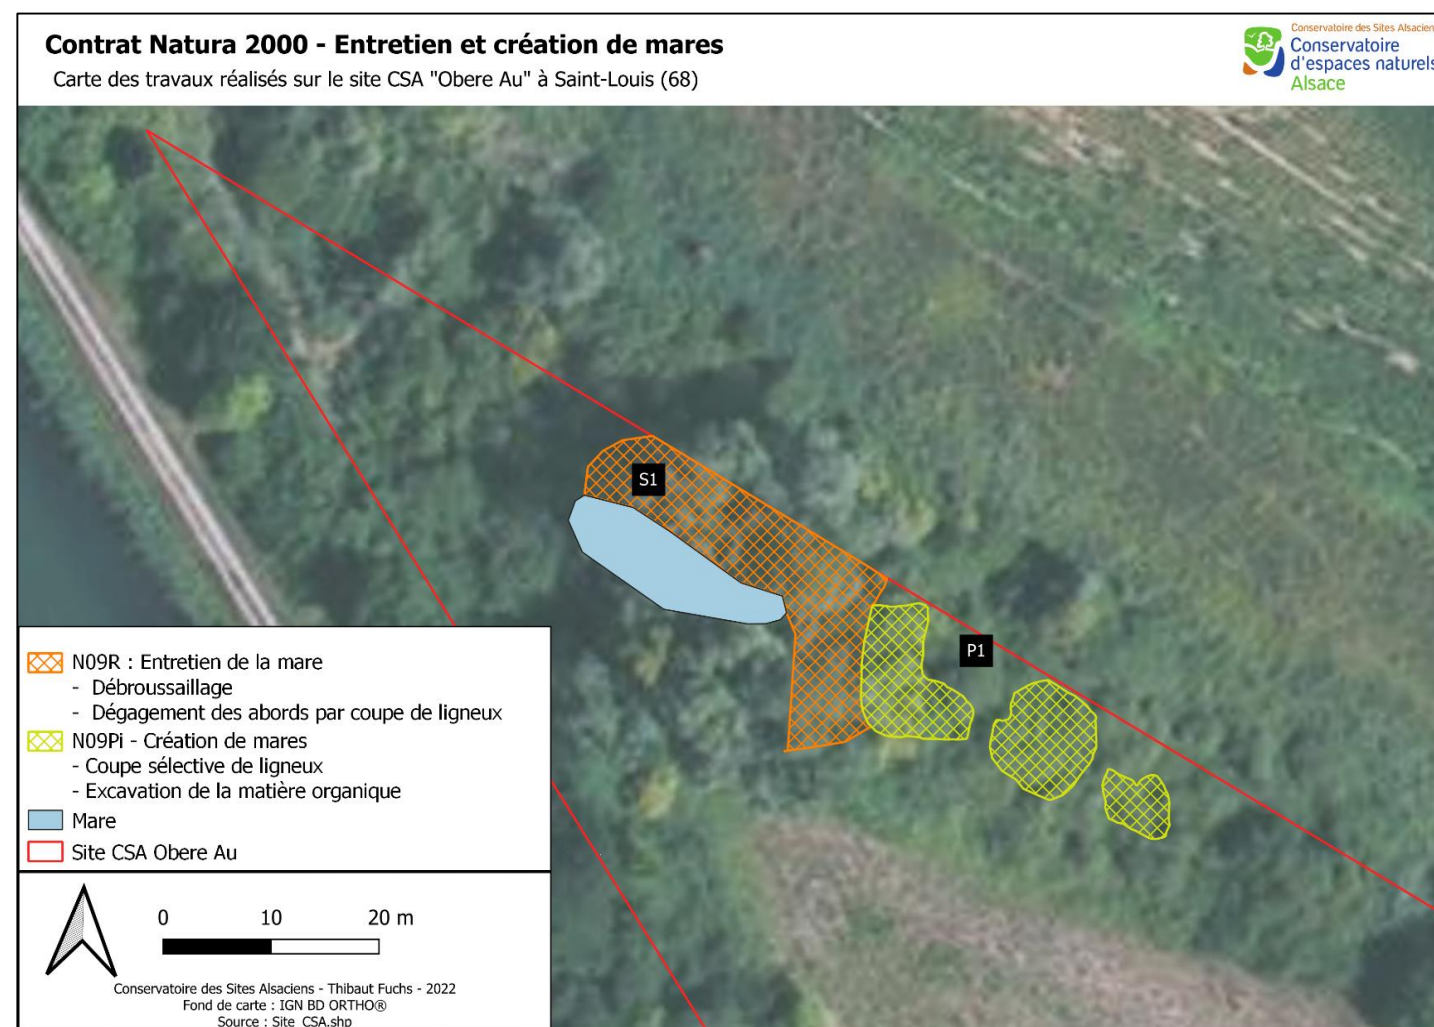 Contrat Natura 2000 - Entretien et création de mares
Carte des travaux réalisés sur le site CSA "Obere Au" à Saint-Louis (68)
Conservatoire des Sites Alsaciens
Conservatoire
d'espaces naturels
Alsace
S1
P1
N09R : Entretien de la mare
- Débroussaillage
- Dégagement des abords par coupe de ligneux
N09Pi - Création de mares
- Coupe sélective de ligneux
- Excavation de la matière organique
Mare
Site CSA Obere Au
0 10 20 m
Conservatoire des Sites Alsaciens - Thibaut Fuchs - 2022
Fond de carte : IGN BD ORTHO®
Source : Site_CSA.shp